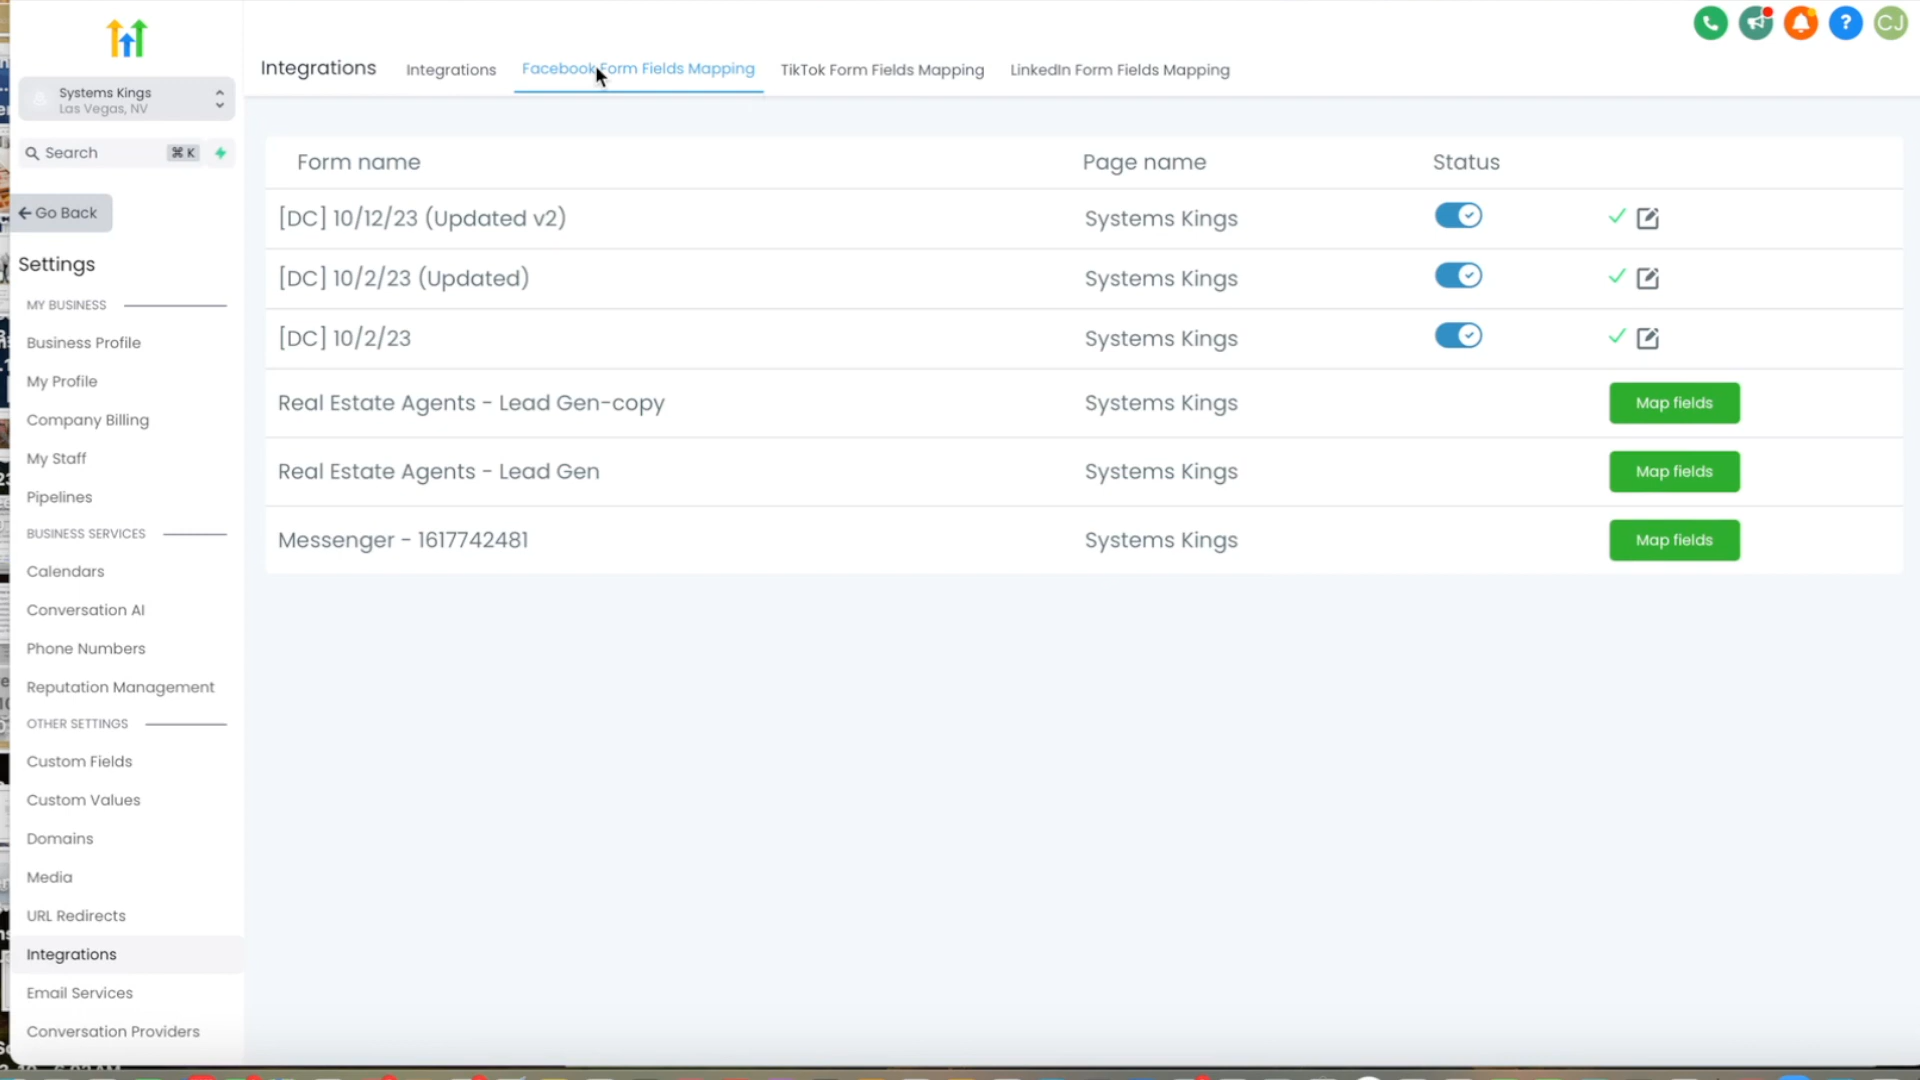 Systems Kings
Las Vegas, NV
Search
⌘ K
Go Back
Settings
MY BUSINESS
Business Profile
My Profile
Company Billing
My Staff
Pipelines
BUSINESS SERVICES
Calendars
Conversation AI
Phone Numbers
Reputation Management
OTHER SETTINGS
Custom Fields
Custom Values
Domains
Media
URL Redirects
Integrations
Email Services
Conversation Providers
? CJ
Integrations Integrations Facebook Form Fields Mapping TikTok Form Fields Mapping LinkedIn Form Fields Mapping
Form name Page name Status
[DC] 10/12/23 (Updated v2) Systems Kings
[DC] 10/2/23 (Updated) Systems Kings
[DC] 10/2/23 Systems Kings
Real Estate Agents - Lead Gen-copy Systems Kings Map fields
Real Estate Agents - Lead Gen Systems Kings Map fields
Messenger - 1617742481 Systems Kings Map fields